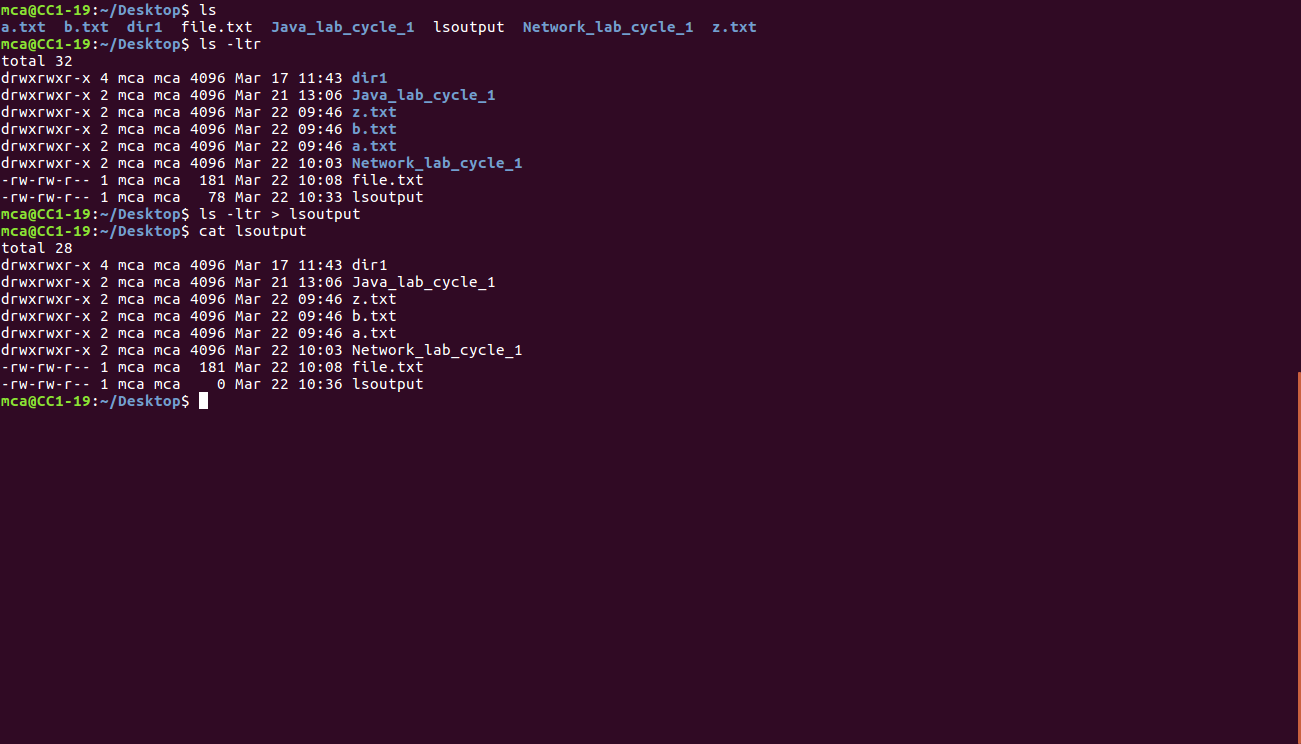 mca@CC1-19:~/Desktop$ ls
a.txt  b.txt  dir1  file.txt  Java_lab_cycle_1  lsoutput  Network_lab_cycle_1  z.txt
mca@CC1-19:~/Desktop$ ls -ltr
total 32
drwxrwxr-x 4 mca mca 4096 Mar 17 11:43 dir1
drwxrwxr-x 2 mca mca 4096 Mar 21 13:06 Java_lab_cycle_1
drwxrwxr-x 2 mca mca 4096 Mar 22 09:46 z.txt
drwxrwxr-x 2 mca mca 4096 Mar 22 09:46 b.txt
drwxrwxr-x 2 mca mca 4096 Mar 22 09:46 a.txt
drwxrwxr-x 2 mca mca 4096 Mar 22 10:03 Network_lab_cycle_1
-rw-rw-r-- 1 mca mca  181 Mar 22 10:08 file.txt
-rw-rw-r-- 1 mca mca   78 Mar 22 10:33 lsoutput
mca@CC1-19:~/Desktop$ ls -ltr > lsoutput
mca@CC1-19:~/Desktop$ cat lsoutput
total 28
drwxrwxr-x 4 mca mca 4096 Mar 17 11:43 dir1
drwxrwxr-x 2 mca mca 4096 Mar 21 13:06 Java_lab_cycle_1
drwxrwxr-x 2 mca mca 4096 Mar 22 09:46 z.txt
drwxrwxr-x 2 mca mca 4096 Mar 22 09:46 b.txt
drwxrwxr-x 2 mca mca 4096 Mar 22 09:46 a.txt
drwxrwxr-x 2 mca mca 4096 Mar 22 10:03 Network_lab_cycle_1
-rw-rw-r-- 1 mca mca  181 Mar 22 10:08 file.txt
-rw-rw-r-- 1 mca mca    0 Mar 22 10:36 lsoutput
mca@CC1-19:~/Desktop$